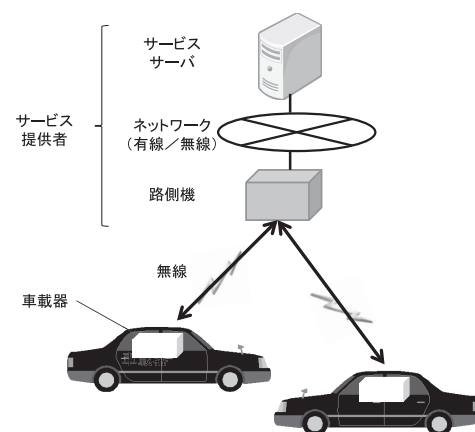 サービス
サーバ
サービス
提供者
ネットワーク
(有線/無線)
路側機
無線
車載器